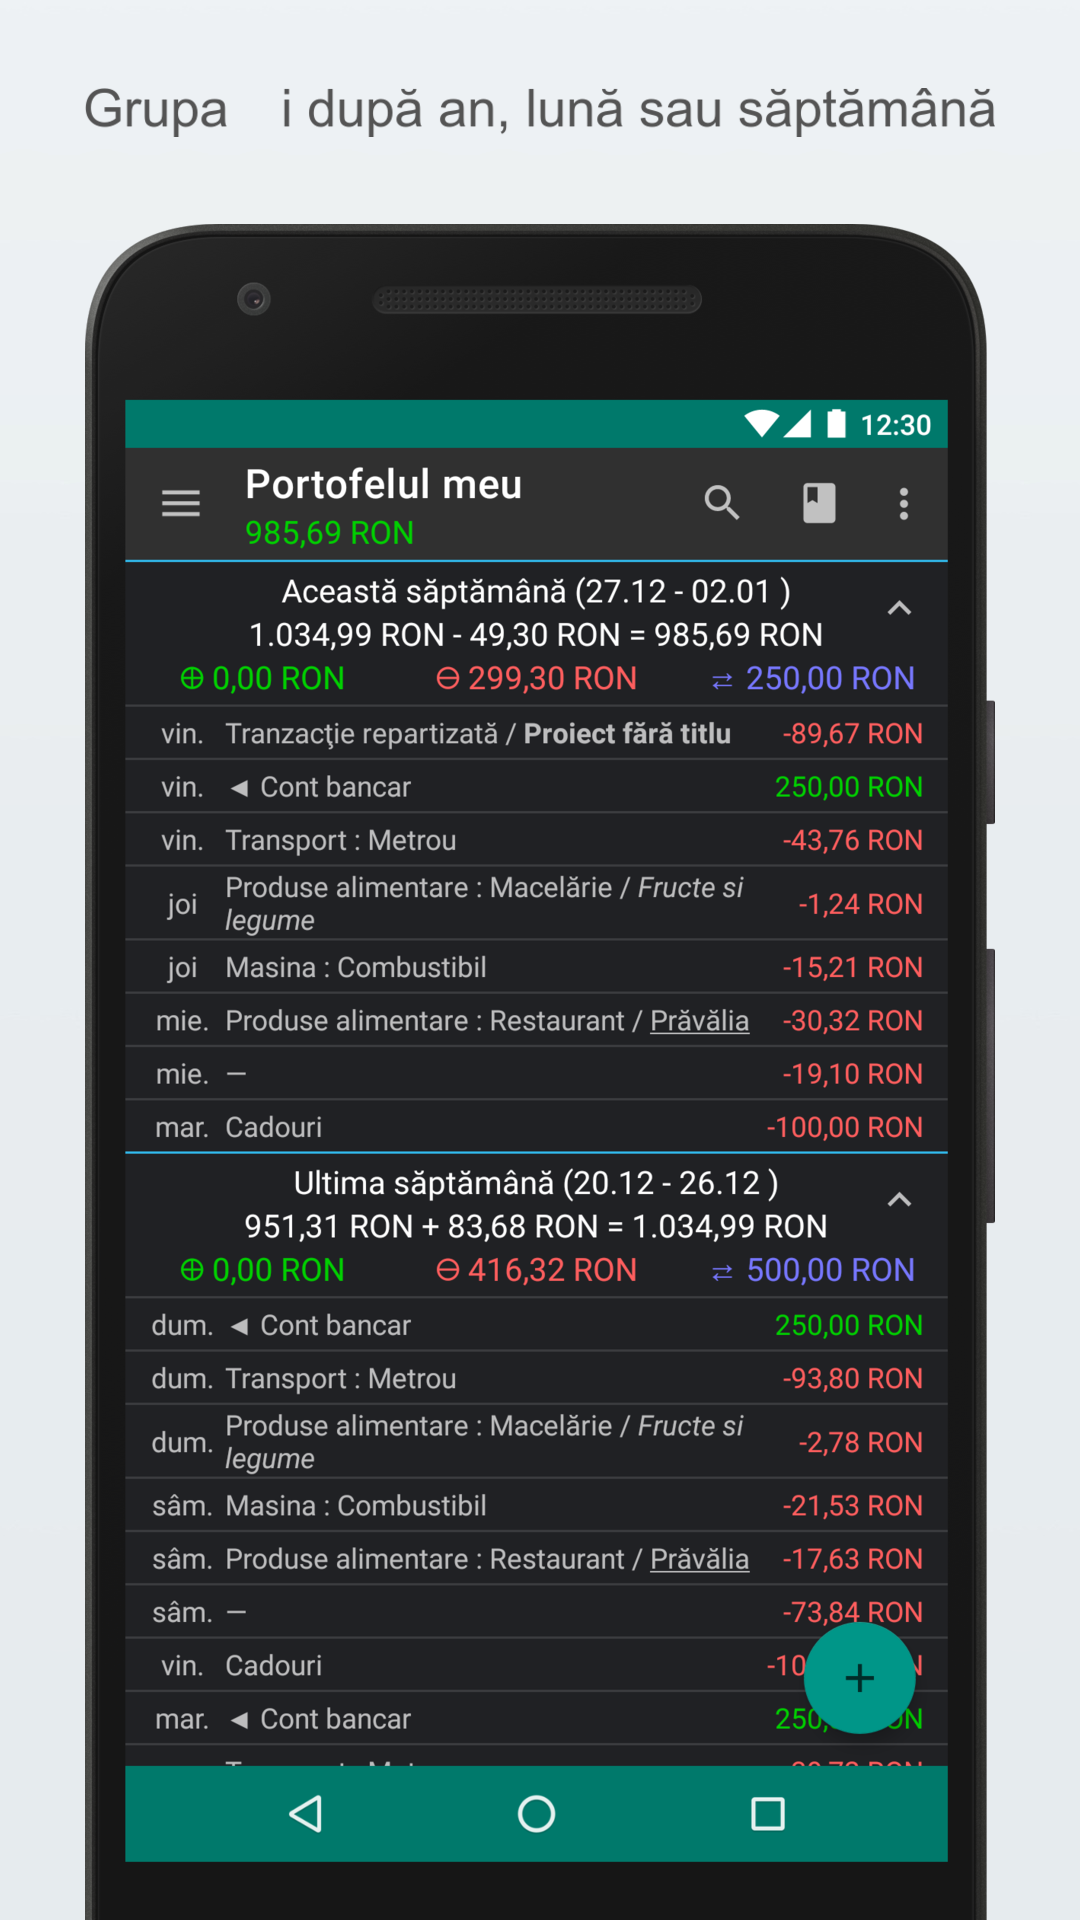 Grupa i după an, lună sau săptămână
12:30
Portofelul meu
985,69 RON
Această săptămână (27.12 - 02.01 )
1.034,99 RON - 49,30 RON = 985,69 RON
⊕ 0,00 RON ⊖ 299,30 RON ⇄ 250,00 RON
vin. Tranzacţie repartizată / Proiect fără titlu -89,67 RON
vin. ◄ Cont bancar 250,00 RON
vin. Transport : Metrou -43,76 RON
joi Produse alimentare : Macelărie / Fructe si
legume -1,24 RON
joi Masina : Combustibil -15,21 RON
mie. Produse alimentare : Restaurant / Prăvălia -30,32 RON
mie. — -19,10 RON
mar. Cadouri -100,00 RON
Ultima săptămână (20.12 - 26.12 )
951,31 RON + 83,68 RON = 1.034,99 RON
⊕ 0,00 RON ⊖ 416,32 RON ⇄ 500,00 RON
dum. ◄ Cont bancar 250,00 RON
dum. Transport : Metrou -93,80 RON
dum. Produse alimentare : Macelărie / Fructe si
legume -2,78 RON
sâm. Masina : Combustibil -21,53 RON
sâm. Produse alimentare : Restaurant / Prăvălia -17,63 RON
sâm. — -73,84 RON
vin. Cadouri
mar. ◄ Cont bancar